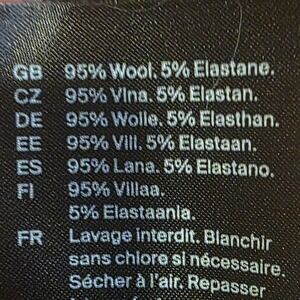 GB 95% Wool. 5% Elastane.
CZ 95% Vlna. 5% Elastan.
DE 95% Wolle. 5% Elasthan.
EE 95% Vill. 5% Elastaan.
ES 95% Lana. 5% Elastano.
FI 95% Villaa.
5% Elastaania.
FR Lavage interdit. Blanchir
sans chlore si nécessaire.
Sécher à l'air. Repasser